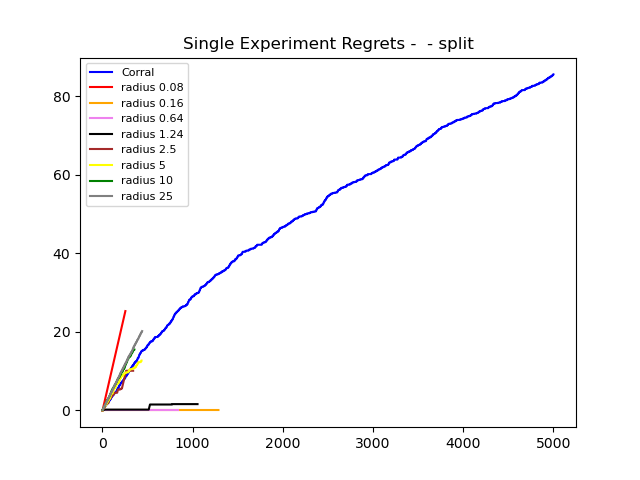 Single Experiment Regrets -  - split
Corral
radius 0.08
radius 0.16
radius 0.64
radius 1.24
radius 2.5
radius 5
radius 10
radius 25
80
60
40
20
0
0 1000 2000 3000 4000 5000